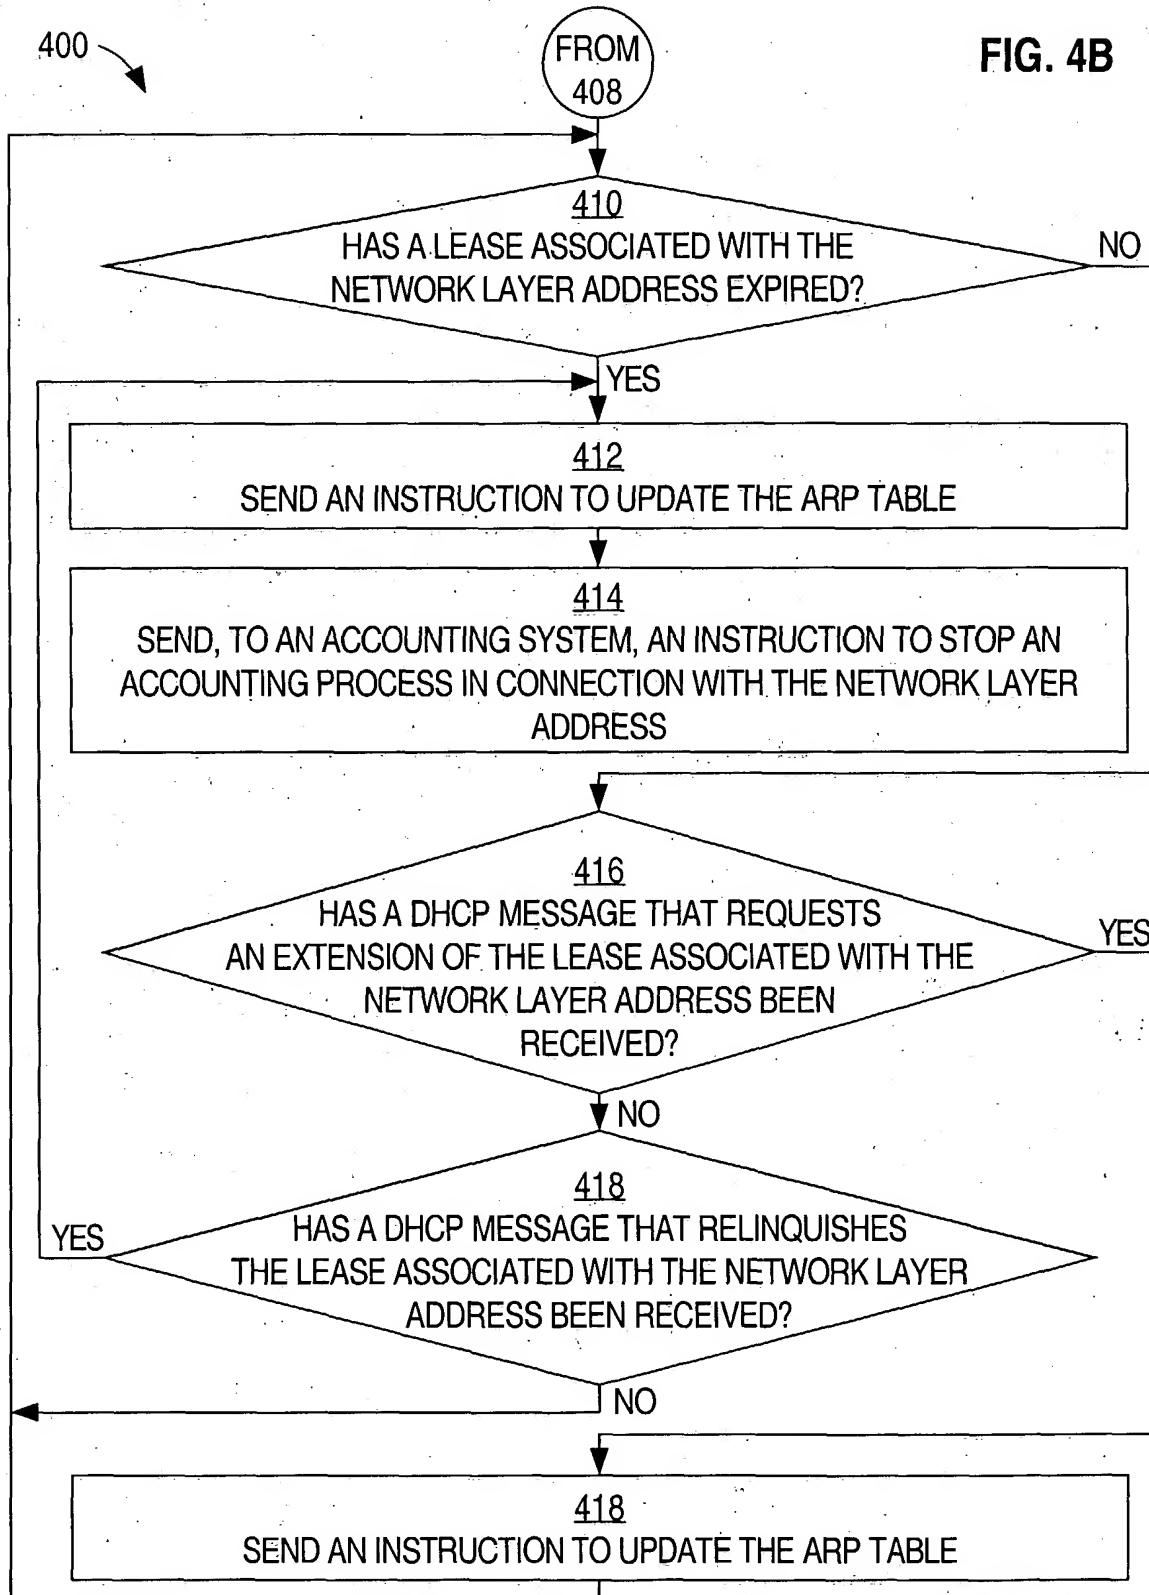 400
FROM
408
FIG. 4B
410
HAS A LEASE ASSOCIATED WITH THE
NETWORK LAYER ADDRESS EXPIRED?
NO
YES
412
SEND AN INSTRUCTION TO UPDATE THE ARP TABLE
414
SEND, TO AN ACCOUNTING SYSTEM, AN INSTRUCTION TO STOP AN
ACCOUNTING PROCESS IN CONNECTION WITH THE NETWORK LAYER
ADDRESS
416
HAS A DHCP MESSAGE THAT REQUESTS
AN EXTENSION OF THE LEASE ASSOCIATED WITH THE
NETWORK LAYER ADDRESS BEEN
RECEIVED?
YES
NO
418
HAS A DHCP MESSAGE THAT RELINQUISHES
THE LEASE ASSOCIATED WITH THE NETWORK LAYER
ADDRESS BEEN RECEIVED?
YES
NO
418
SEND AN INSTRUCTION TO UPDATE THE ARP TABLE